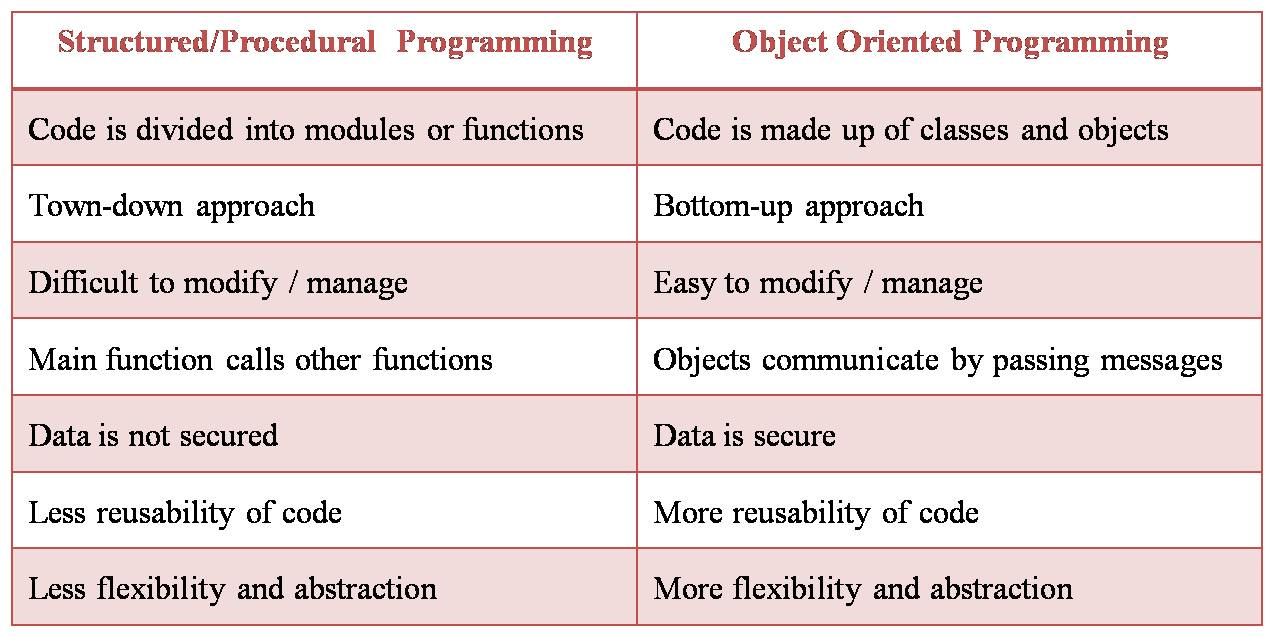 Structured/Procedural Programming
Object Oriented Programming
Code is divided into modules or functions
Code is made up of classes and objects
Town-down approach
Bottom-up approach
Difficult to modify / manage
Easy to modify / manage
Main function calls other functions
Objects communicate by passing messages
Data is not secured
Data is secure
Less reusability of code
More reusability of code
Less flexibility and abstraction
More flexibility and abstraction